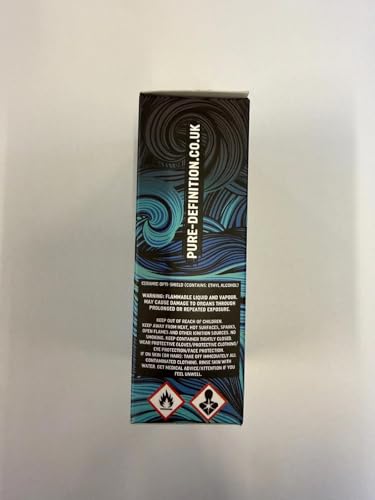 PURE-DEFINITION.CO.UK
CERAMIC OPTI-SHIELD (CONTAINS: ETHYL ALCOHOL)
WARNING: FLAMMABLE LIQUID AND VAPOUR.
MAY CAUSE DAMAGE TO ORGANS THROUGH
PROLONGED OR REPEATED EXPOSURE.
KEEP OUT OF REACH OF CHILDREN.
KEEP AWAY FROM HEAT, HOT SURFACES, SPARKS,
OPEN FLAMES AND OTHER IGNITION SOURCES. NO
SMOKING. KEEP CONTAINER TIGHTLY CLOSED.
WEAR PROTECTIVE GLOVES/PROTECTIVE CLOTHING/
EYE PROTECTION/FACE PROTECTION.
IF ON SKIN (OR HAIR): TAKE OFF IMMEDIATELY ALL
CONTAMINATED CLOTHING. RINSE SKIN WITH
WATER. GET MEDICAL ADVICE/ATTENTION IF YOU
FEEL UNWELL.